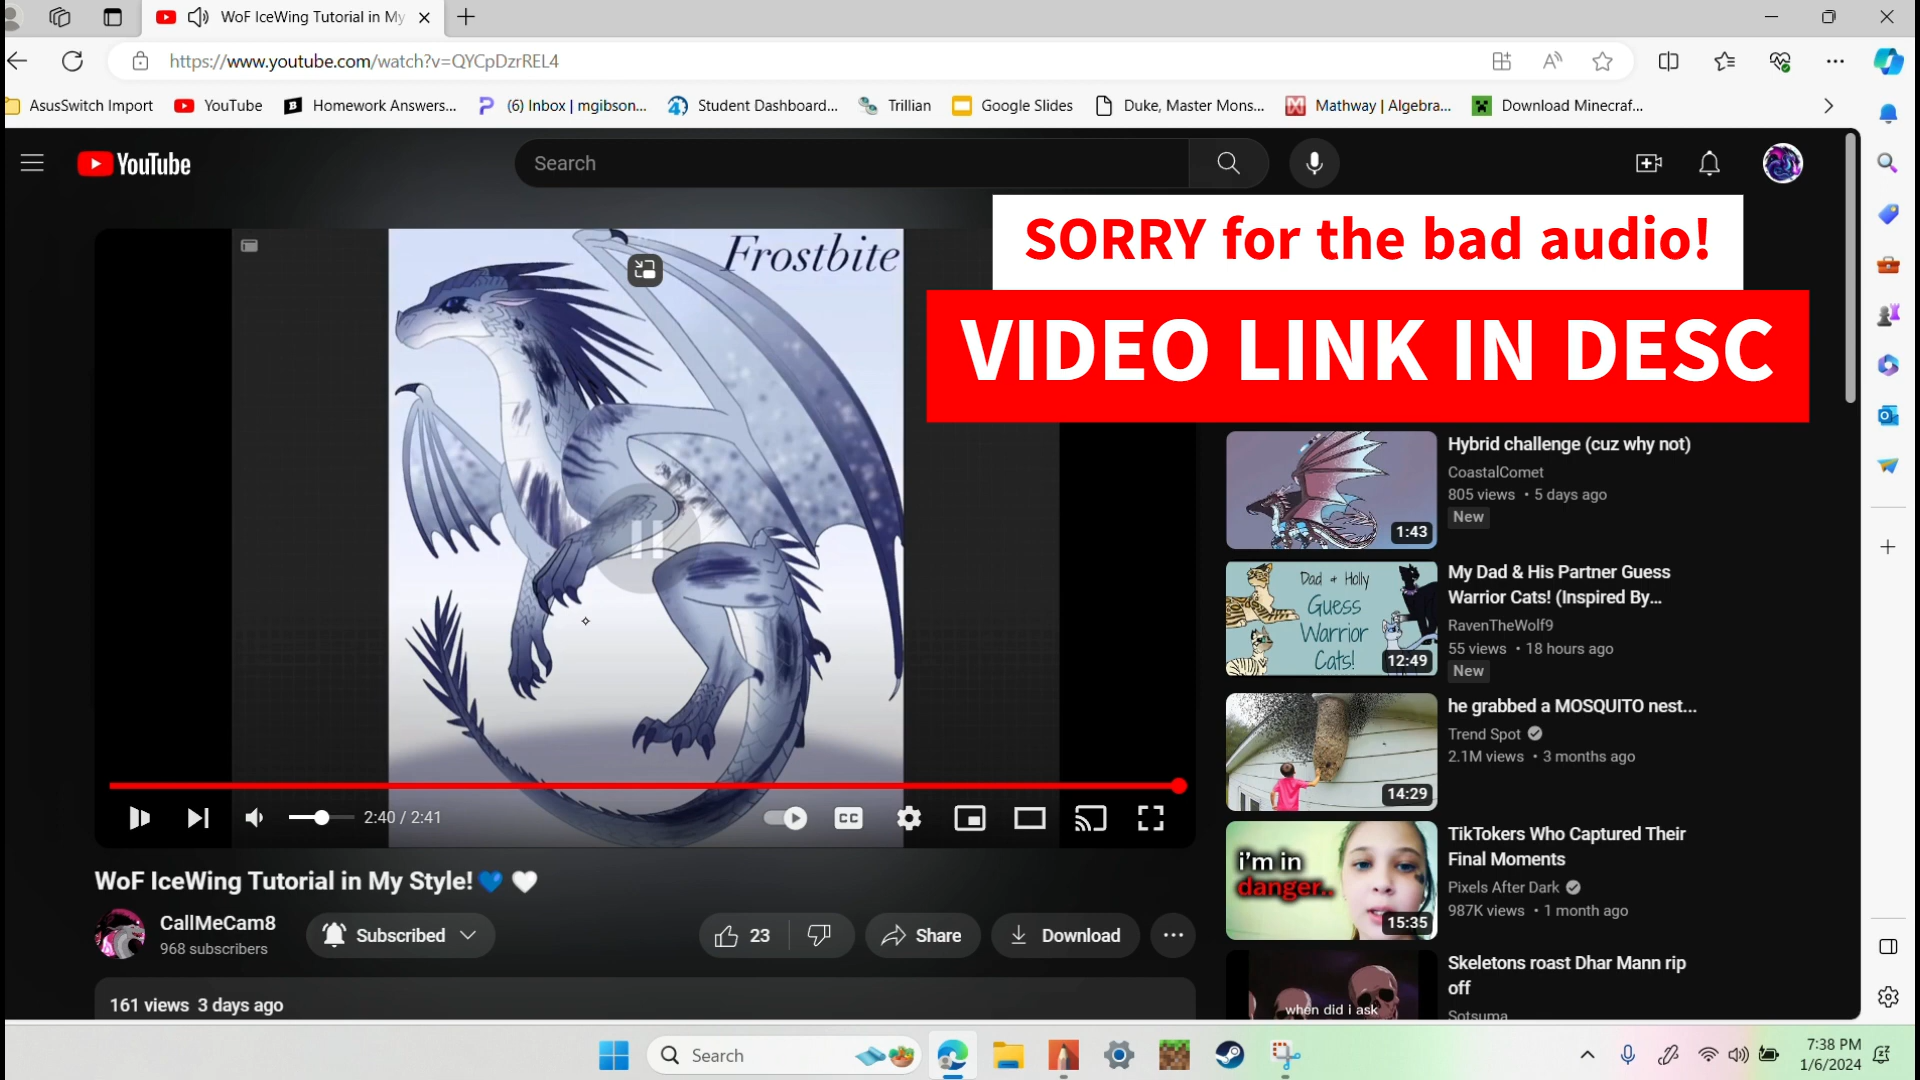 WoF IceWing Tutorial in My
https://www.youtube.com/watch?v=QYCpDzrREL4
AsusSwitch Import YouTube Homework Answers... (6) Inbox | mgibson... Student Dashboard... Trillian Google Slides Duke, Master Mons... Mathway | Algebra... Download Minecraf...
YouTube
Search
SORRY for the bad audio!
VIDEO LINK IN DESC
Frostbite
2:40 / 2:41
CC
WoF IceWing Tutorial in My Style!💙🤍
CallMeCam8
968 subscribers
Subscribed
23
Share
Download
161 views 3 days ago
Hybrid challenge (cuz why not)
CoastalComet
805 views • 5 days ago
New
1:43
Dad + Holly
Guess
Warrior
Cats!
12:49
My Dad & His Partner Guess
Warrior Cats! (Inspired By...
RavenTheWolf9
55 views • 18 hours ago
New
he grabbed a MOSQUITO nest...
Trend Spot
2.1M views • 3 months ago
14:29
i'm in
danger..
15:35
TikTokers Who Captured Their
Final Moments
Pixels After Dark
987K views • 1 month ago
when did i ask
Skeletons roast Dhar Mann rip
off
Sotsuma
Search
7:38 PM
1/6/2024